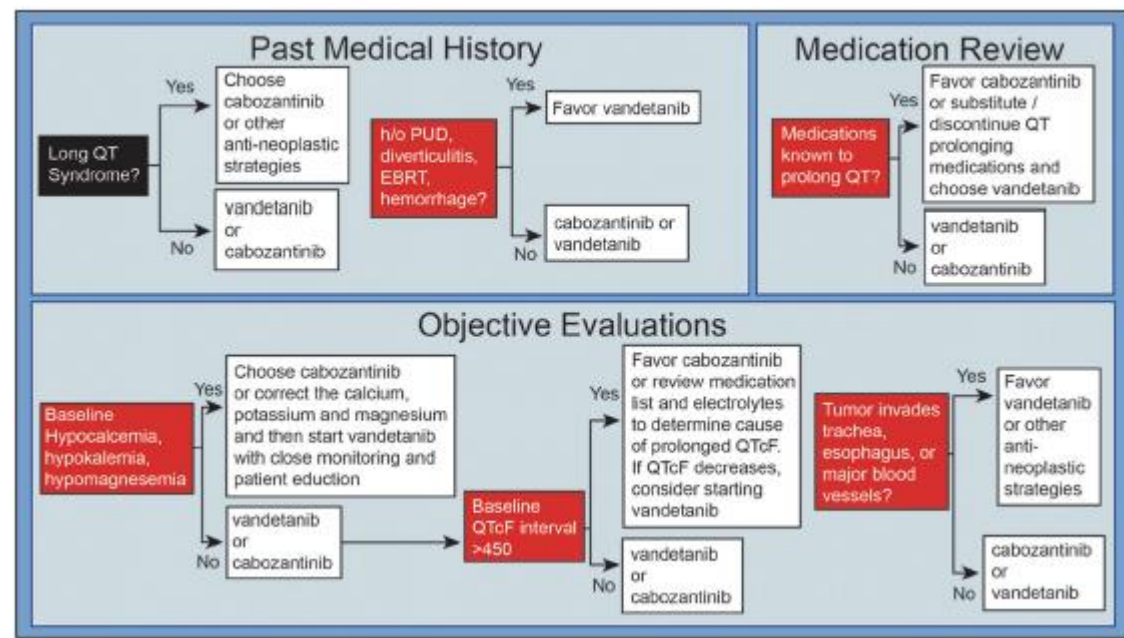 Past Medical History
Long QT
Syndrome?
Yes
Choose
cabozantinib
or other
anti-neoplastic
strategies
No
vandetanib
or
cabozantinib
h/o PUD,
diverticulitis,
EBRT,
hemorrhage?
Yes
Favor vandetanib
No
cabozantinib or
vandetanib
Medication Review
Medications
known to
prolong QT?
Yes
Favor cabozantinib
or substitute /
discontinue QT
prolonging
medications and
choose vandetanib
No
vandetanib
or
cabozantinib
Objective Evaluations
Baseline
Hypocalcemia,
hypokalemia,
hypomagnesemia
Yes
Choose cabozantinib
or correct the calcium,
potassium and magnesium
and then start vandetanib
with close monitoring and
patient eduction
No
vandetanib
or
cabozantinib
Baseline
QTcF interval
>450
Yes
Favor cabozantinib
or review medication
list and electrolytes
to determine cause
of prolonged QTcF.
If QTcF decreases,
consider starting
vandetanib
No
vandetanib
or
cabozantinib
Tumor invades
trachea,
esophagus, or
major blood
vessels?
Yes
Favor
vandetanib
or other
anti-
neoplastic
strategies
No
cabozantinib
or
vandetanib